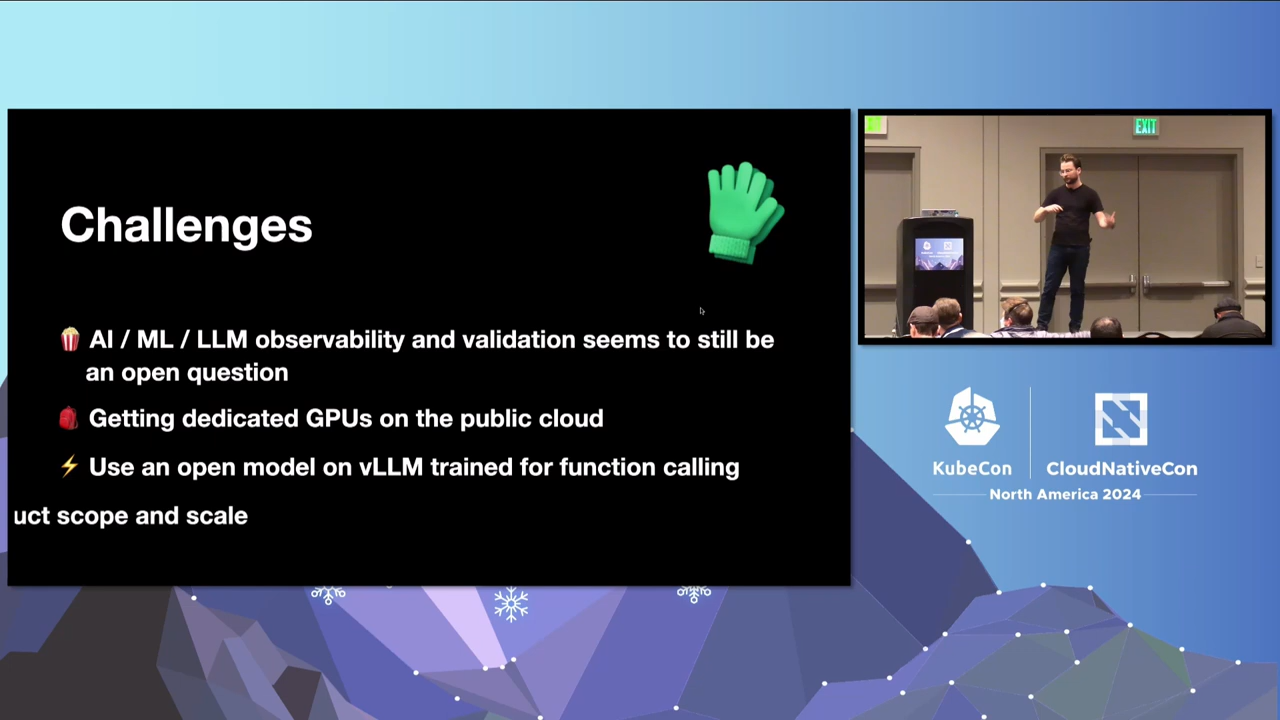 Challenges
AI / ML / LLM observability and validation seems to still be
an open question
Getting dedicated GPUs on the public cloud
Use an open model on vLLM trained for function calling
uct scope and scale
EXIT
KubeCon
CloudNativeCon
North America 2024